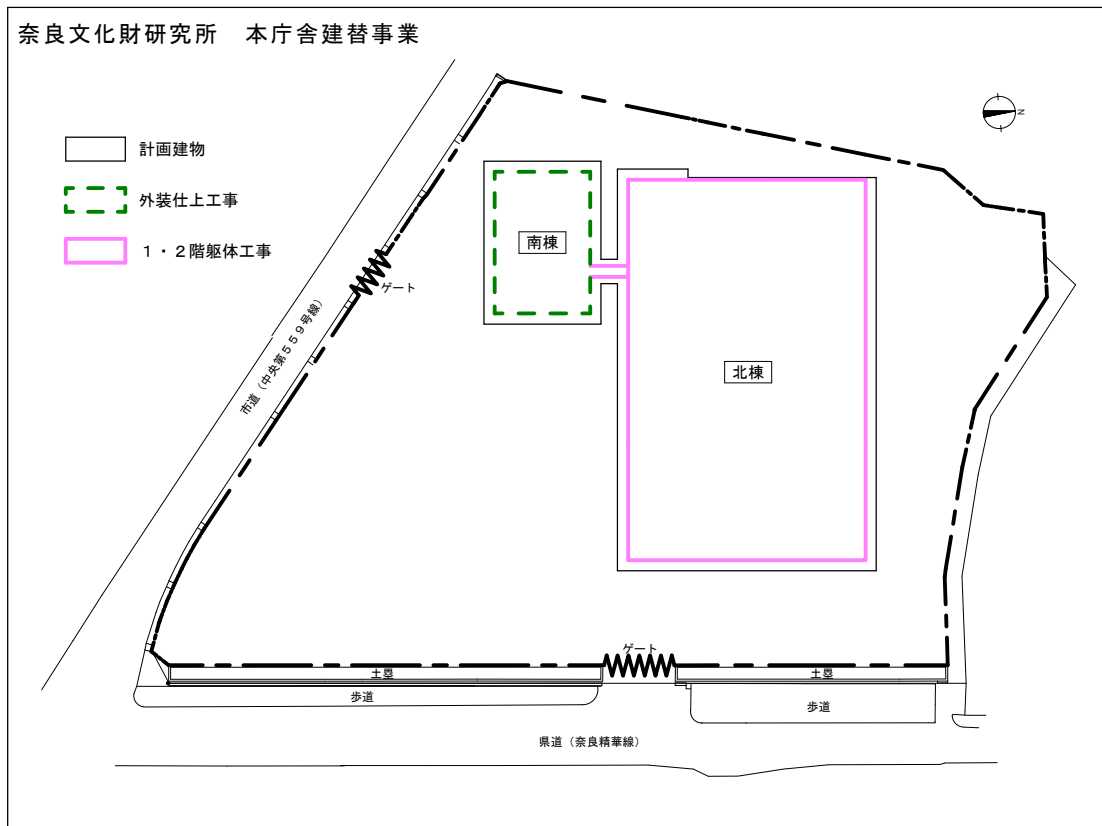 奈良文化財研究所　本庁舎建替事業
N
計画建物
外装仕上工事
１・２階躯体工事
南棟
ゲート
市道（中央第５５９号線）
北棟
ゲート
土塁
土塁
歩道
歩道
県道（奈良精華線）